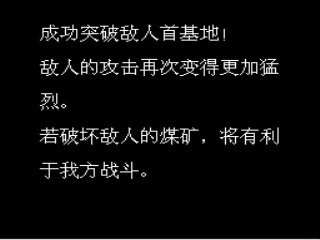 成功突破敌人首基地!
敌人的攻击再次变得更加猛
烈。
若破坏敌人的煤矿，将有利
于我方战斗。